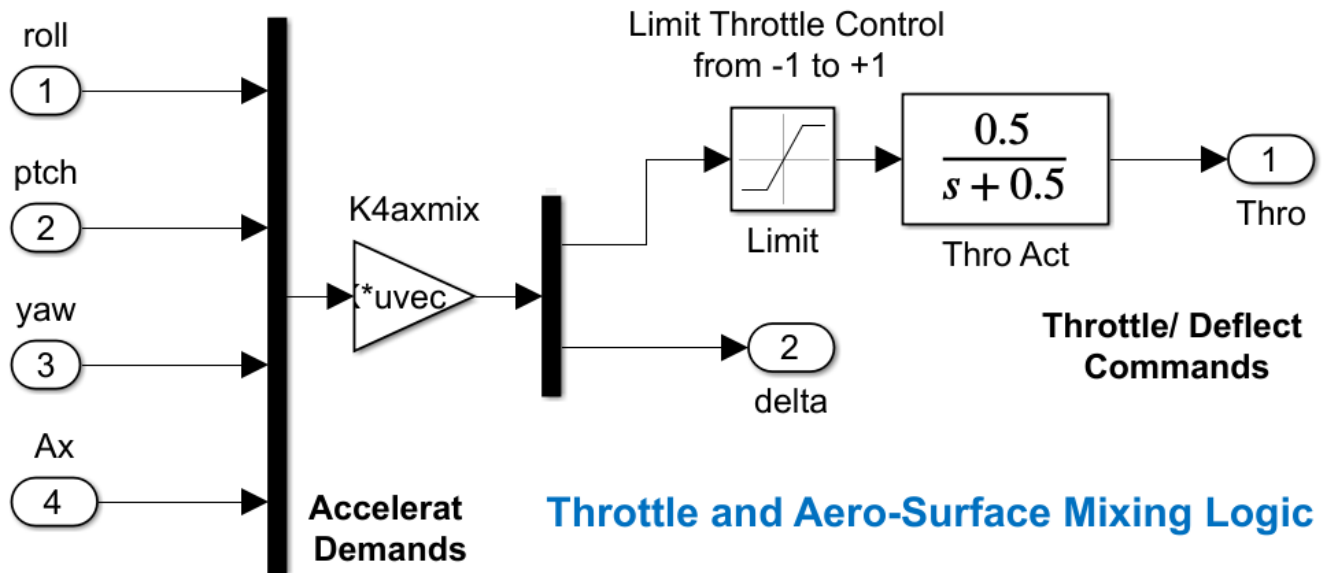 roll
1
ptch
2
yaw
3
Ax
4
Accelerat
Demands
K4axmix
*uvec
Limit Throttle Control
from -1 to +1
Limit
0.5
s + 0.5
Thro Act
1
Thro
2
delta
Throttle/ Deflect
Commands
Throttle and Aero-Surface Mixing Logic